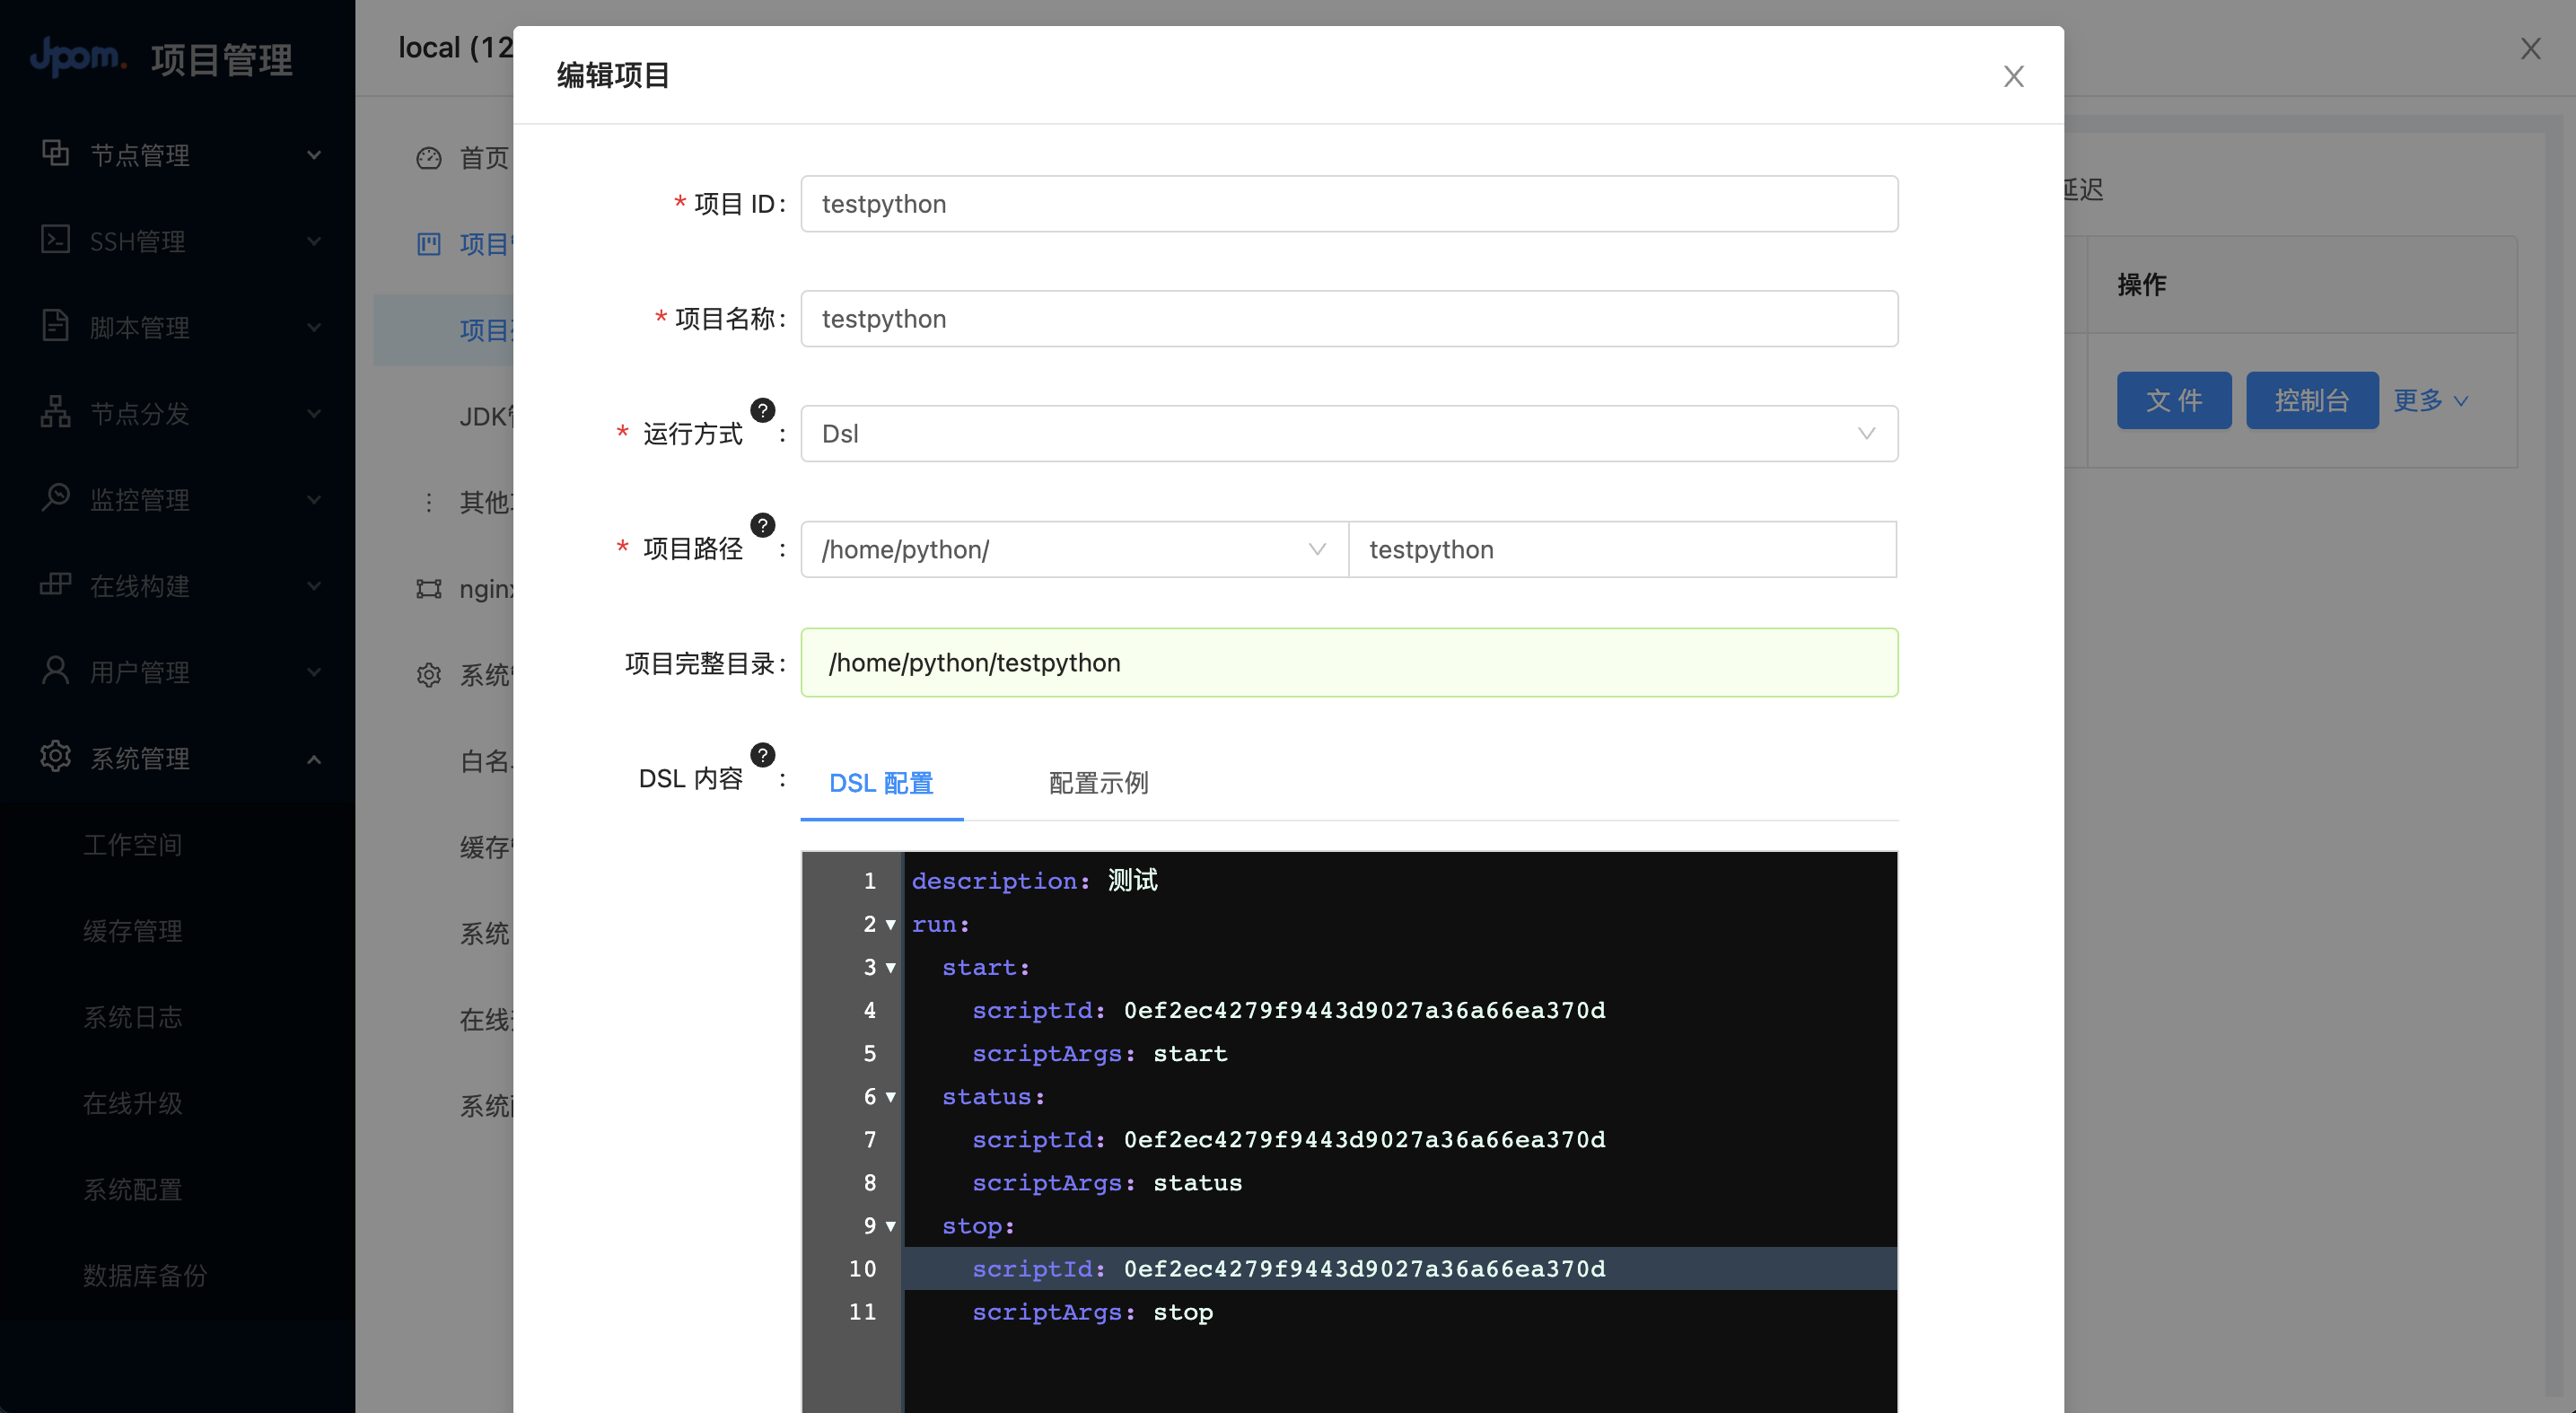 Jpom. 项目管理
节点管理
SSH管理
脚本管理
节点分发
监控管理
在线构建
用户管理
系统管理
工作空间
缓存管理
系统日志
在线升级
系统配置
数据库备份
local (12
首页
项目
项目
JDK
其他
nginx
系统
白名
缓存
系统
在线
系统
编辑项目
* 项目 ID:
testpython
* 项目名称:
testpython
* 运行方式 ? :
Dsl
* 项目路径 ? :
/home/python/
testpython
项目完整目录:
/home/python/testpython
DSL 内容 ? :
DSL 配置
配置示例
1 description: 测试
2 run:
3 start:
4 scriptId: 0ef2ec4279f9443d9027a36a66ea370d
5 scriptArgs: start
6 status:
7 scriptId: 0ef2ec4279f9443d9027a36a66ea370d
8 scriptArgs: status
9 stop:
10 scriptId: 0ef2ec4279f9443d9027a36a66ea370d
11 scriptArgs: stop
延迟
操作
文 件
控制台
更多